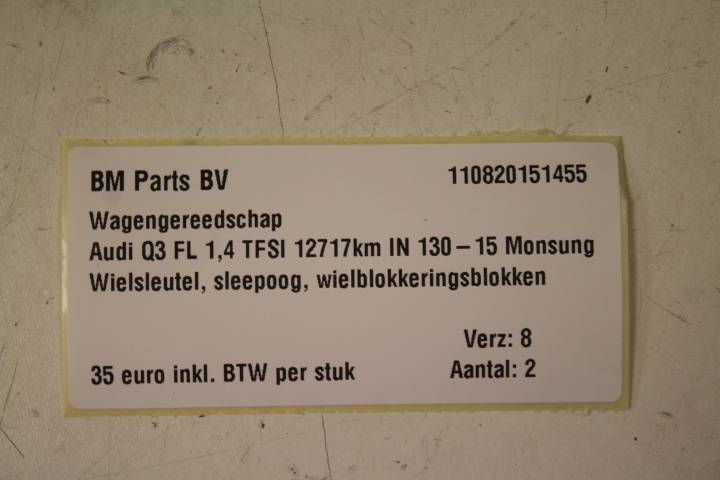 BM Parts BV 110820151455
Wagengereedschap
Audi Q3 FL 1,4 TFSI 12717km IN 130 – 15 Monsung
Wielsleutel, sleepoog, wielblokkeringsblokken
Verz: 8
35 euro inkl. BTW per stuk Aantal: 2